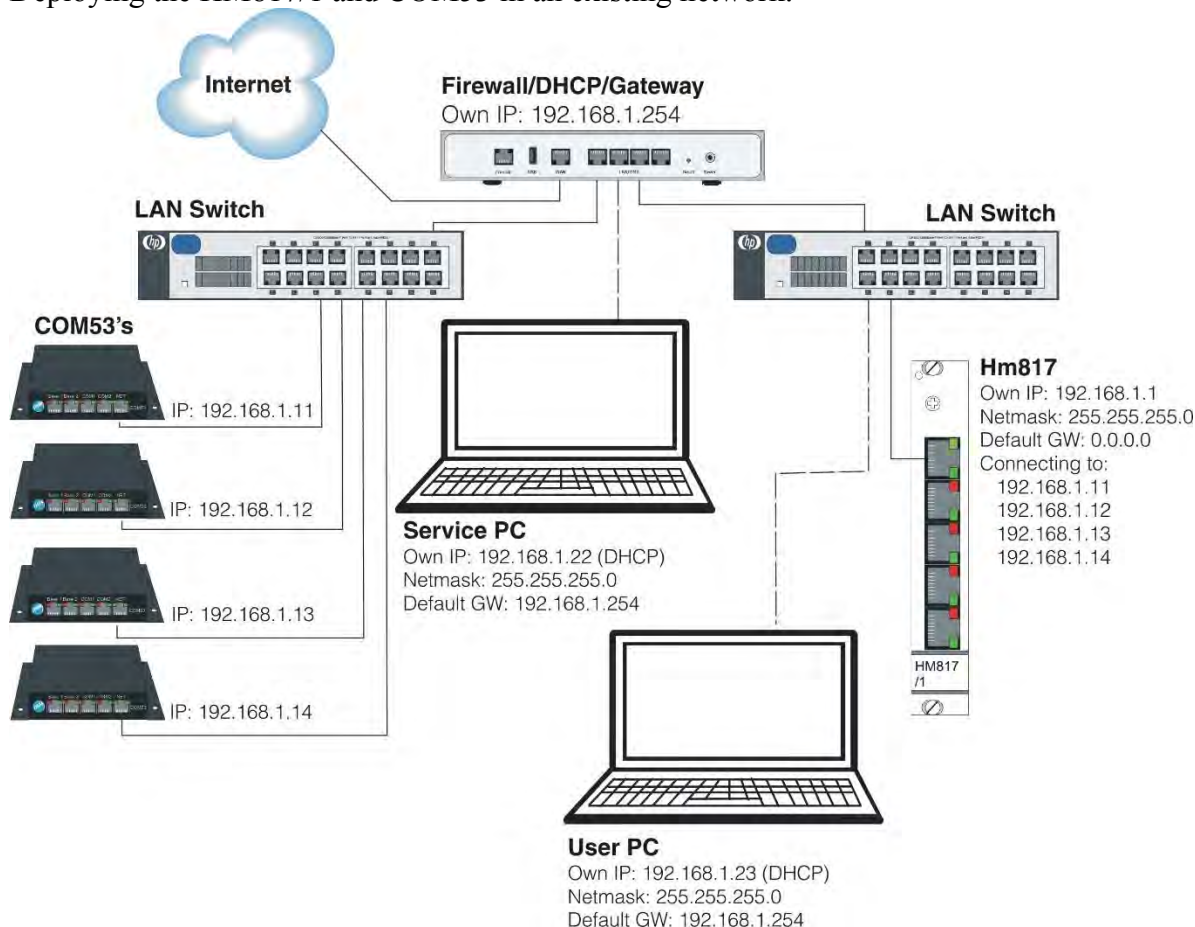 Deploying the HM817/1 and COM53 in an existing network.
Internet
Firewall/DHCP/Gateway
Own IP: 192.168.1.254
LAN Switch
LAN Switch
hp
hp
COM53's
IP: 192.168.1.11
IP: 192.168.1.12
IP: 192.168.1.13
IP: 192.168.1.14
Service PC
Own IP: 192.168.1.22 (DHCP)
Netmask: 255.255.255.0
Default GW: 192.168.1.254
Hm817
Own IP: 192.168.1.1
Netmask: 255.255.255.0
Default GW: 0.0.0.0
Connecting to:
192.168.1.11
192.168.1.12
192.168.1.13
192.168.1.14
HM817
/1
User PC
Own IP: 192.168.1.23 (DHCP)
Netmask: 255.255.255.0
Default GW: 192.168.1.254